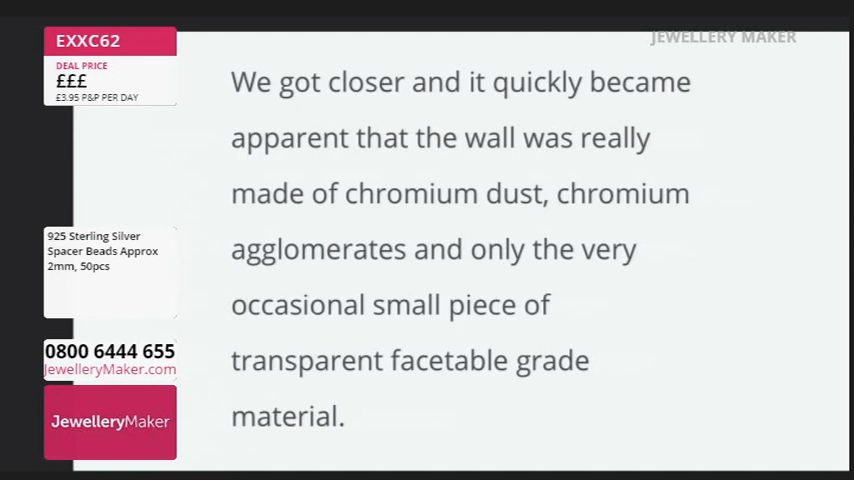 EXXC62
DEAL PRICE
£££
£3.95 P&P PER DAY
925 Sterling Silver
Spacer Beads Approx
2mm, 50pcs
0800 6444 655
JewelleryMaker.com
JewelleryMaker
JEWELLERY MAKER
We got closer and it quickly became
apparent that the wall was really
made of chromium dust, chromium
agglomerates and only the very
occasional small piece of
transparent facetable grade
material.